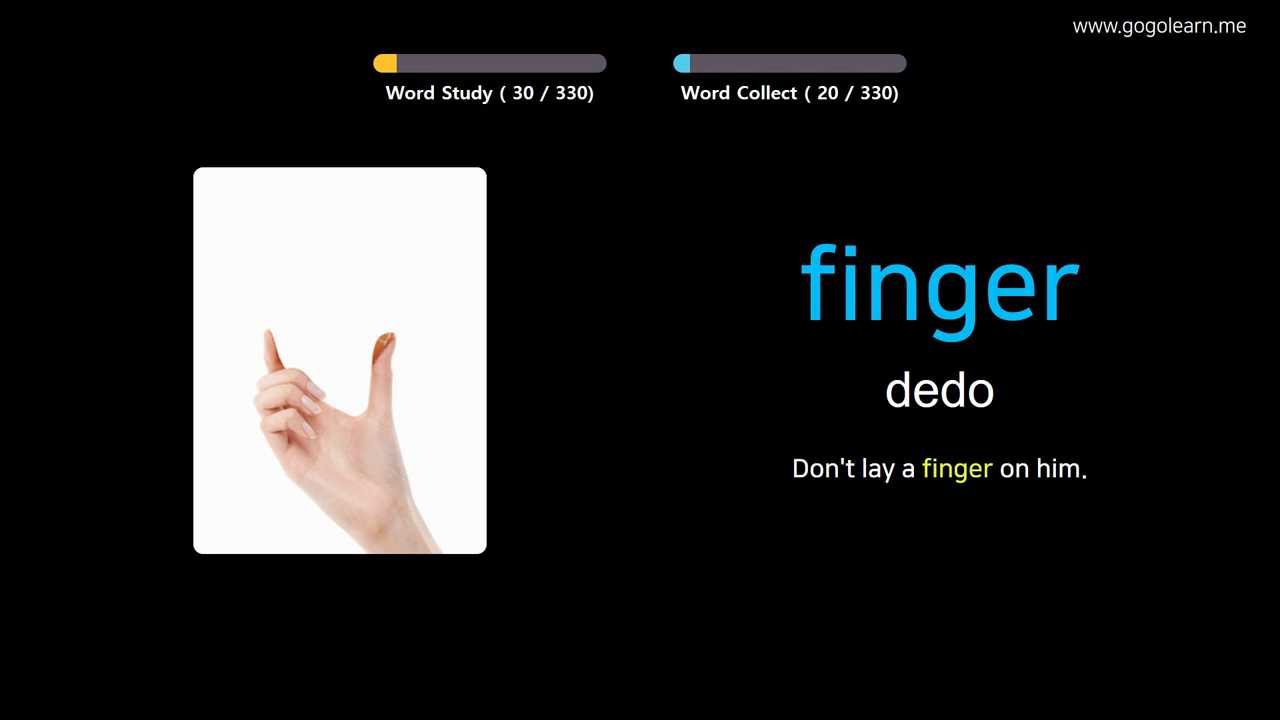 www.gogolearn.me
Word Study ( 30 / 330)
Word Collect ( 20 / 330)
finger
dedo
Don't lay a finger on him.